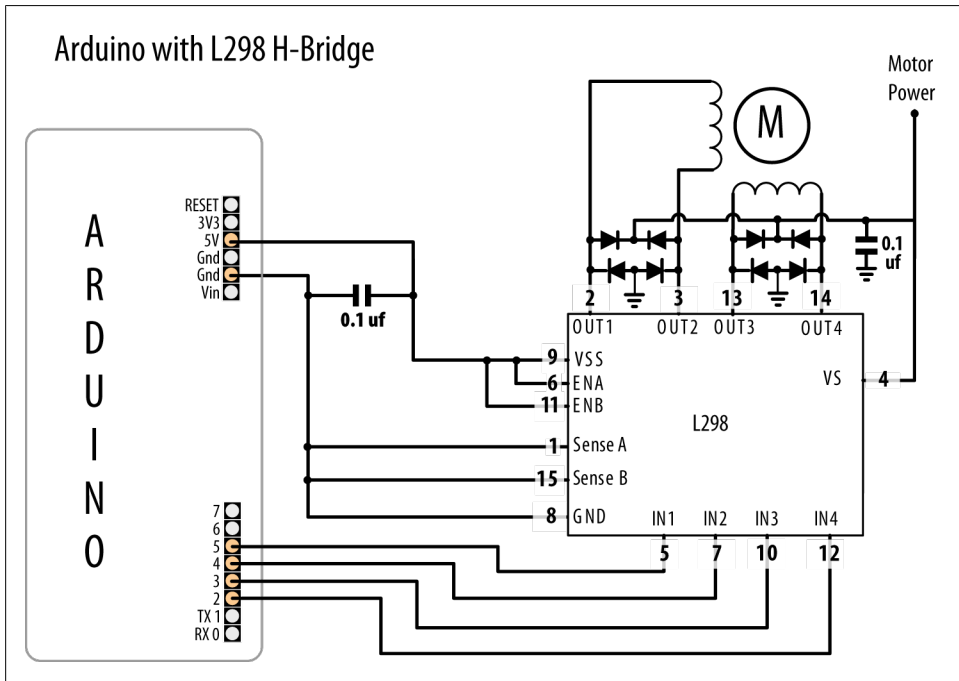 Arduino with L298 H-Bridge
Motor
Power
M
ARDUINO
RESET
3V3
5V
Gnd
Gnd
Vin
0.1 uf
0.1
uf
2
3
13
14
OUT1
OUT2
OUT3
OUT4
9 VSS
6 ENA
11 ENB
1 Sense A
15 Sense B
8 GND
VS 4
L298
IN1
IN2
IN3
IN4
5
7
10
12
7
6
5
4
3
2
TX 1
RX 0